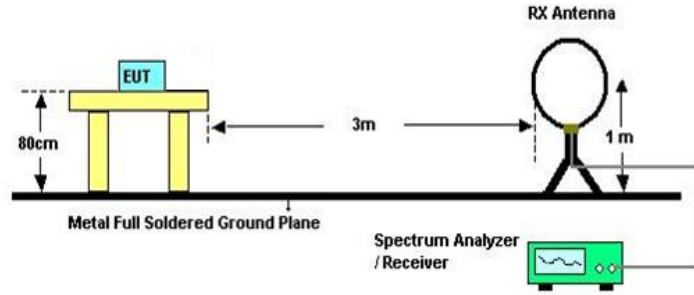 RX Antenna
EUT
80cm
3m
1 m
Metal Full Soldered Ground Plane
Spectrum Analyzer
/ Receiver